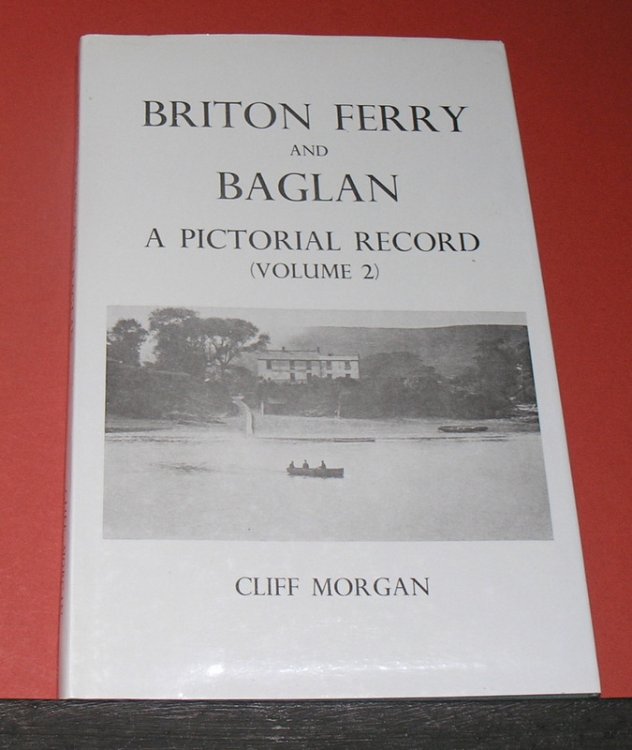 BRITON FERRY
AND
BAGLAN
A PICTORIAL RECORD
(VOLUME 2)
CLIFF MORGAN